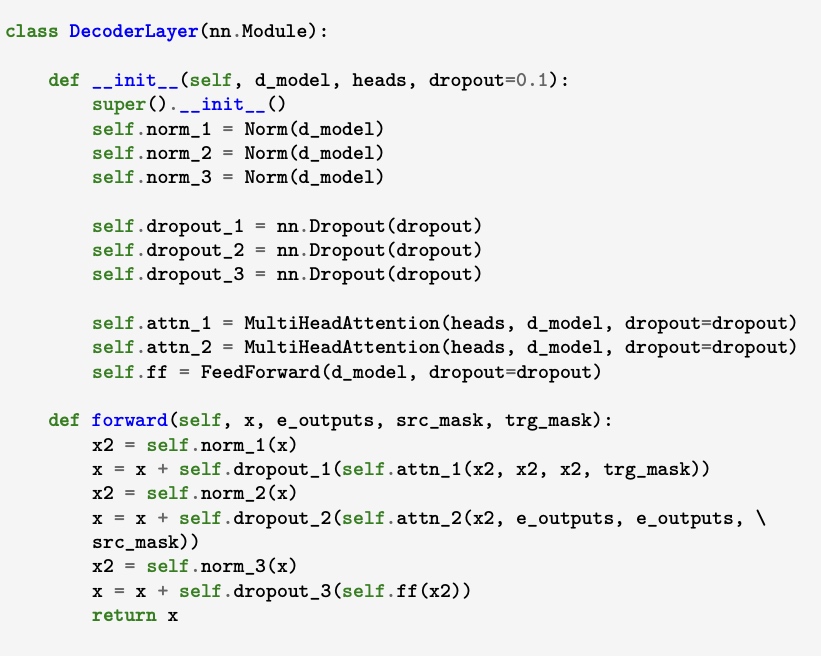 class DecoderLayer(nn.Module):

    def __init__(self, d_model, heads, dropout=0.1):
        super().__init__()
        self.norm_1 = Norm(d_model)
        self.norm_2 = Norm(d_model)
        self.norm_3 = Norm(d_model)

        self.dropout_1 = nn.Dropout(dropout)
        self.dropout_2 = nn.Dropout(dropout)
        self.dropout_3 = nn.Dropout(dropout)

        self.attn_1 = MultiHeadAttention(heads, d_model, dropout=dropout)
        self.attn_2 = MultiHeadAttention(heads, d_model, dropout=dropout)
        self.ff = FeedForward(d_model, dropout=dropout)

    def forward(self, x, e_outputs, src_mask, trg_mask):
        x2 = self.norm_1(x)
        x = x + self.dropout_1(self.attn_1(x2, x2, x2, trg_mask))
        x2 = self.norm_2(x)
        x = x + self.dropout_2(self.attn_2(x2, e_outputs, e_outputs, \
        src_mask))
        x2 = self.norm_3(x)
        x = x + self.dropout_3(self.ff(x2))
        return x